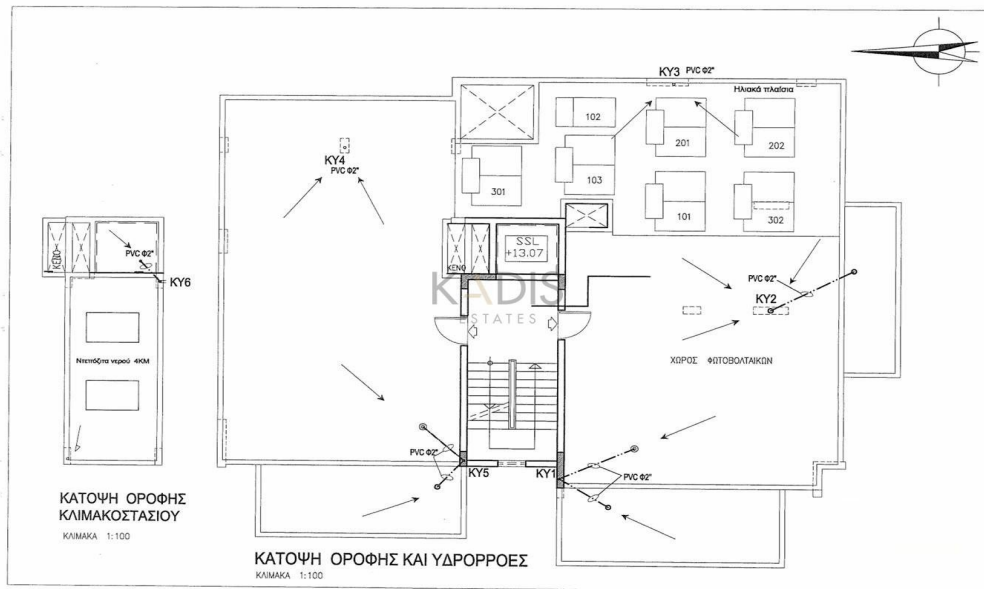 ΚΥ3 PVC Φ2"
Ηλιακά πλαίσια
102
201
202
ΚΥ4
PVC Φ2"
301
103
101
302
ΚΕΝΟ
PVC Φ2"
ΚΥ6
SSL
+13.07
ΚΕΝΟ
KADIS
ESTATES
PVC Φ2"
ΚΥ2
Ντεπόζιτα νερού 4ΚΜ
ΧΩΡΟΣ ΦΩΤΟΒΟΛΤΑΙΚΩΝ
PVC Φ2"
ΚΥ5
ΚΥ1
PVC Φ2"
ΚΑΤΟΨΗ ΟΡΟΦΗΣ
ΚΛΙΜΑΚΟΣΤΑΣΙΟΥ
ΚΛΙΜΑΚΑ 1:100
ΚΑΤΟΨΗ ΟΡΟΦΗΣ ΚΑΙ ΥΔΡΟΡΡΟΕΣ
ΚΛΙΜΑΚΑ 1:100